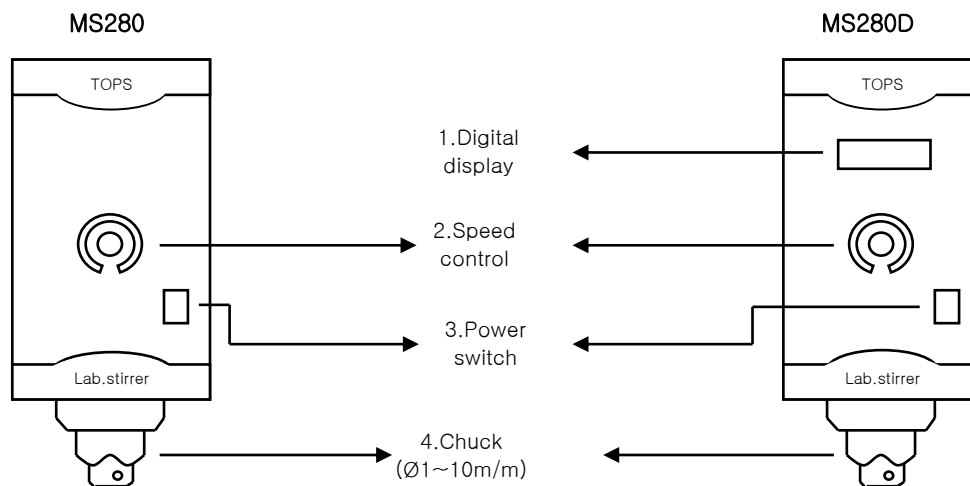 MS280
MS280D
TOPS
TOPS
1.Digital
display
2.Speed
control
3.Power
switch
Lab.stirrer
Lab.stirrer
4.Chuck
(Ø1~10m/m)